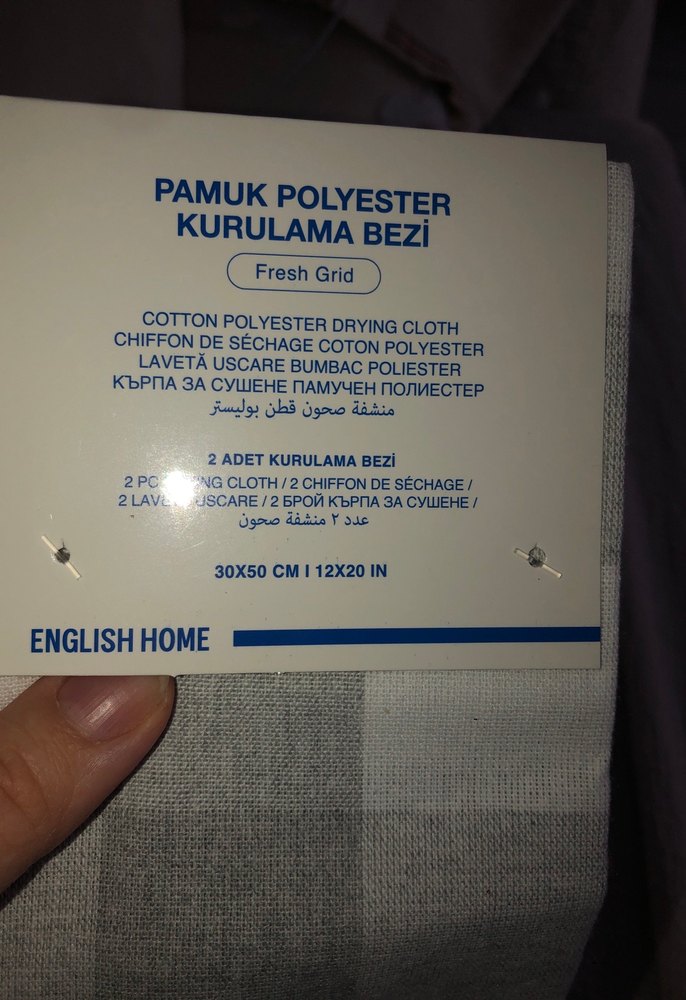 PAMUK POLYESTER
KURULAMA BEZİ
Fresh Grid
COTTON POLYESTER DRYING CLOTH
CHIFFON DE SÉCHAGE COTON POLYESTER
LAVETĂ USCARE BUMBAC POLIESTER
КЪРПА ЗА СУШЕНЕ ПАМУЧЕН ПОЛИЕСТЕР
منشفة صحون قطن بوليستر
2 ADET KURULAMA BEZİ
2 CLOTH / 2 CHIFFON DE SÉCHAGE /
2 USCARE / 2 БРОЙ КЪРПА ЗА СУШЕНЕ /
عدد ٢ منشفة صحون
30X50 CM I 12X20 IN
ENGLISH HOME